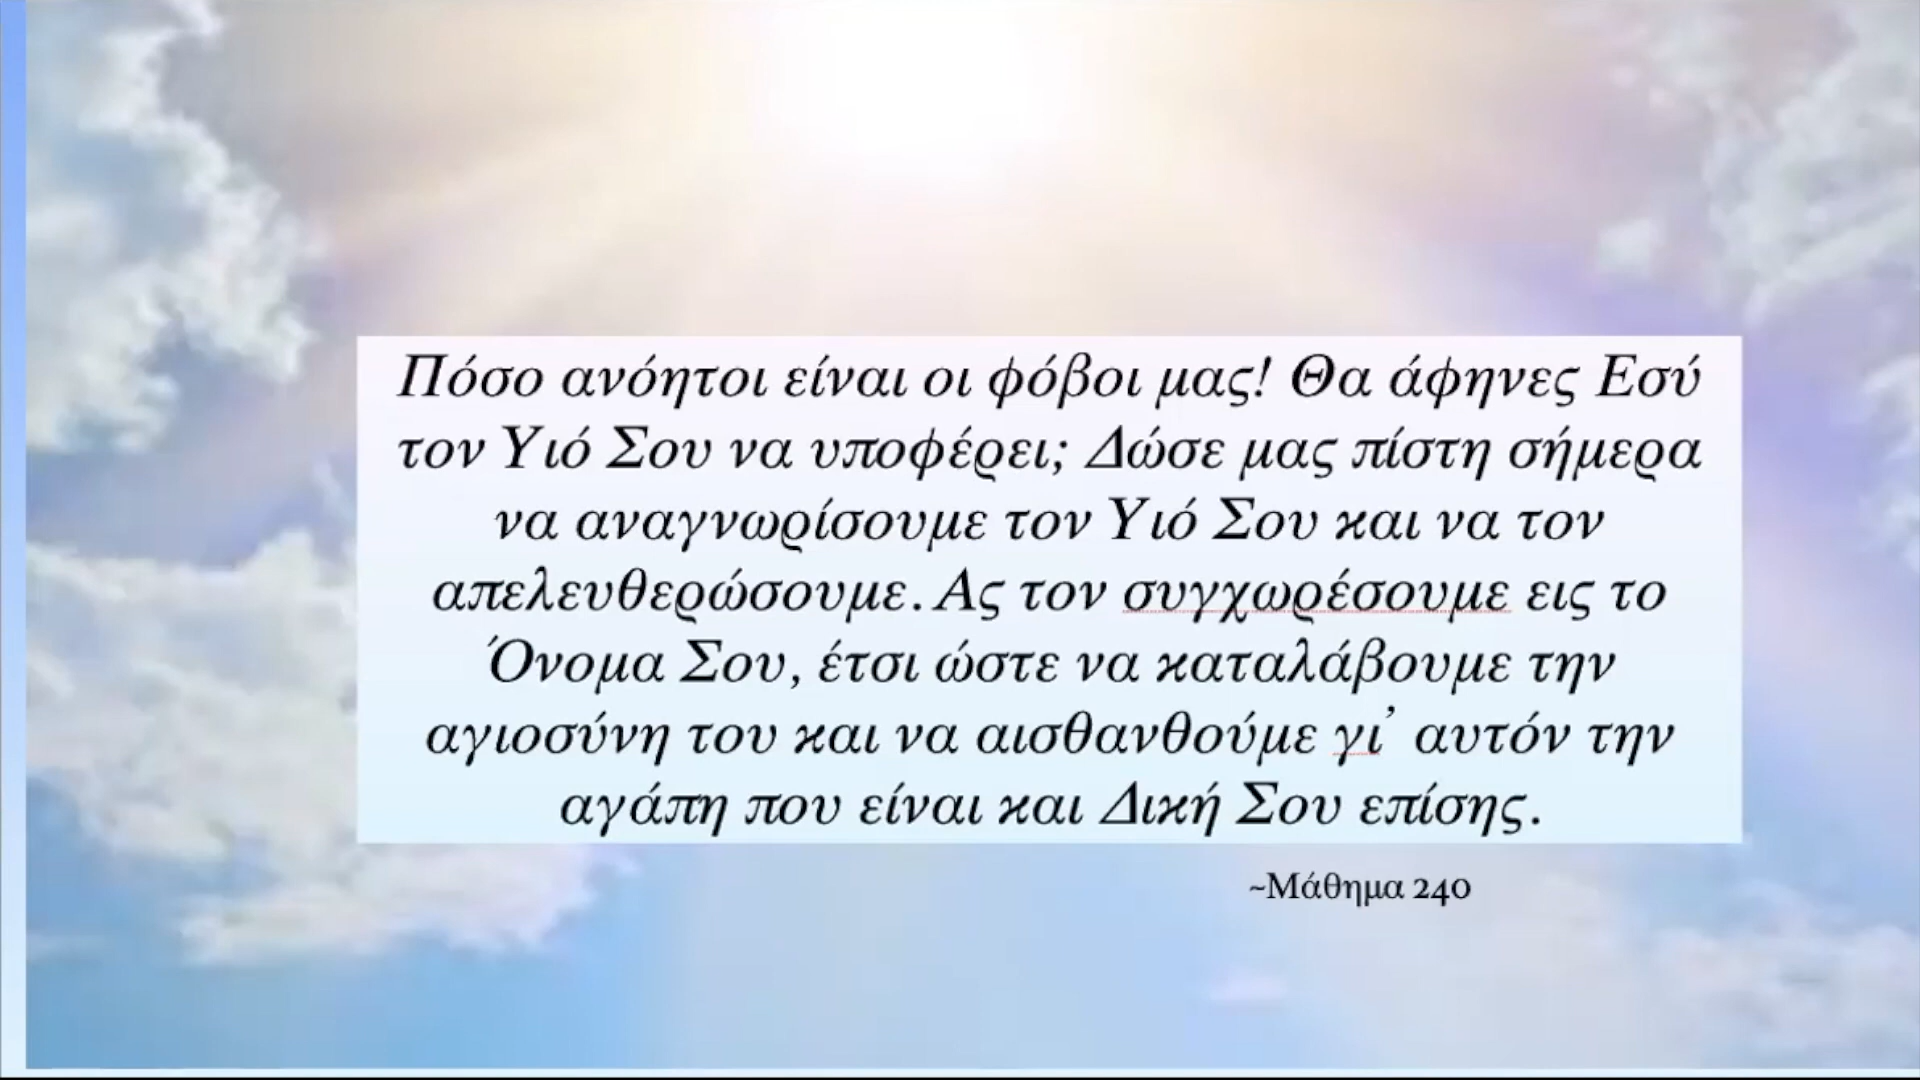 Πόσο ανόητοι είναι οι φόβοι μας! Θα άφηνες Εσύ
τον Υιό Σου να υποφέρει; Δώσε μας πίστη σήμερα
να αναγνωρίσουμε τον Υιό Σου και να τον
απελευθερώσουμε. Ας τον συγχωρέσουμε εις το
Όνομα Σου, έτσι ώστε να καταλάβουμε την
αγιοσύνη του και να αισθανθούμε γι’ αυτόν την
αγάπη που είναι και Δική Σου επίσης.
~Μάθημα 240